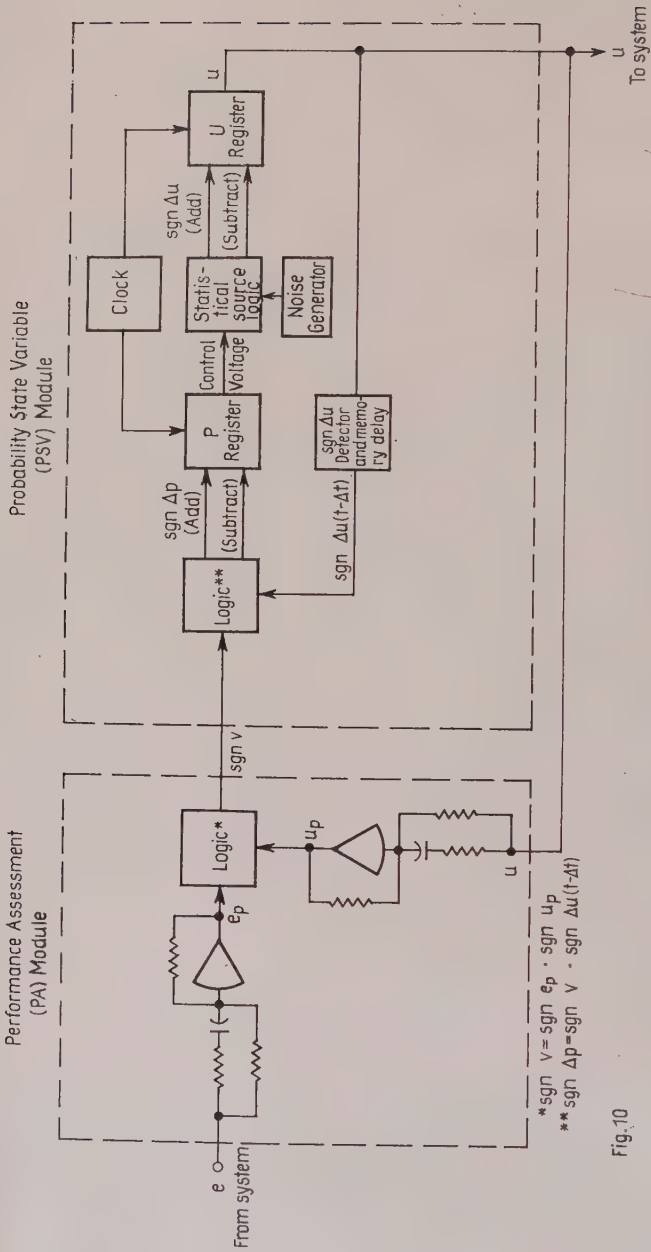 Performance Assessment
(PA) Module
Probability State Variable
(PSV) Module
e
From system
e_p
Logic*
u_p
u
sgn v
Logic**
sgn Δp
(Add)
(Subtract)
P
Register
Control
Voltage
Clock
Statis-
tical
source
logic
Noise
Generator
sgn Δu
(Add)
(Subtract)
U
Register
u
sgn Δu
Detector
and memo-
ry delay
sgn Δu(t-Δt)
u
To system
*sgn v=sgn e_p · sgn u_p
**sgn Δp=sgn v · sgn Δu(t-Δt)
Fig. 10